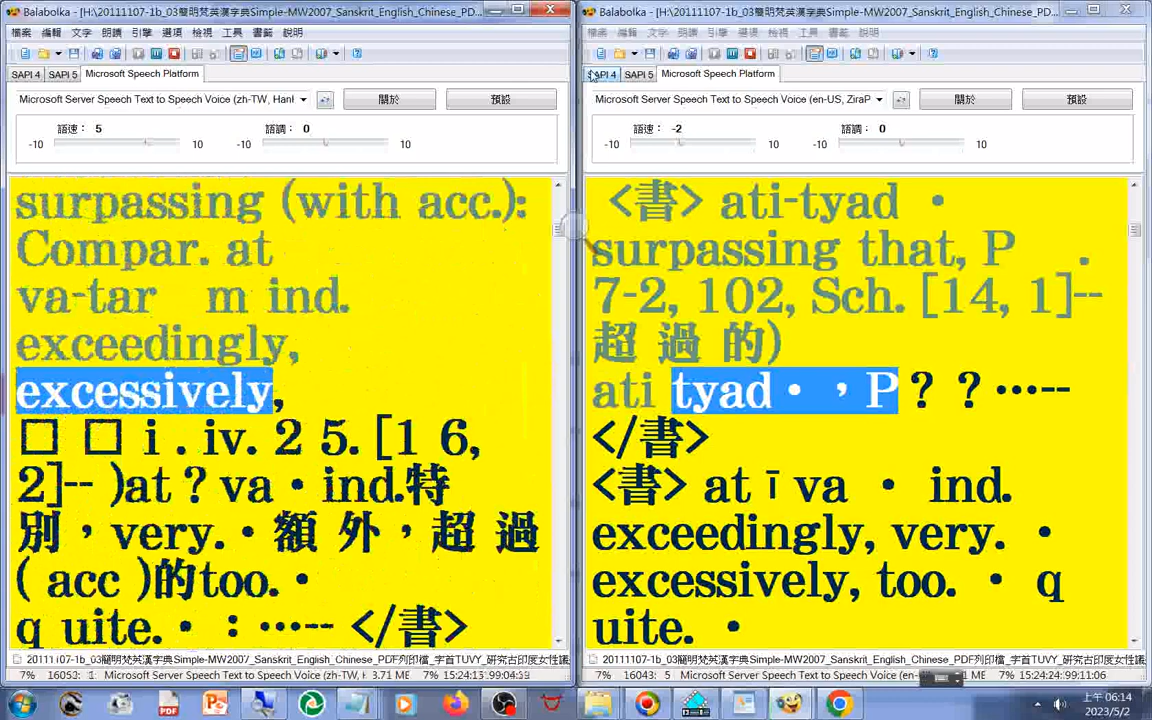 Balabolka - [H:\20111107-1b_03簡明梵英漢字典Simple-MW2007_Sanskrit_English_Chinese_PD...
檔案 編輯 文字 朗讀 引擎 選項 檢視 工具 書籤 說明
SAPI 4 SAPI 5 Microsoft Speech Platform
Microsoft Server Speech Text to Speech Voice (zh-TW, HanH
關於
預設
語速: 5
語調: 0
-10 10 -10 10
surpassing (with acc.):
Compar. at
va-tar m ind.
exceedingly,
excessively,
□ □ i . iv. 2 5. [1 6,
2]-- )at?va·ind.特
別,very.·額 外,超 過
( acc )的too.·
q uite.·:…-- </書>
20111107-1b_03簡明梵英漢字典Simple-MW2007_Sanskrit_English_Chinese_PDF列印檔_字首TUVY_研究古印度女性議
7% 16052: 1 Microsoft Server Speech Text to Speech Voice (zh-TW, H 3.71 ME 7% 15:24:13
Balabolka - [H:\20111107-1b_03簡明梵英漢字典Simple-MW2007_Sanskrit_English_Chinese_PD...
檔案 編輯 文字 朗讀 引擎 選項 檢視 工具 書籤 說明
SAPI 4 SAPI 5 Microsoft Speech Platform
Microsoft Server Speech Text to Speech Voice (en-US, ZiraP
關於
預設
語速: -2
語調: 0
-10 10 -10 10
<書> ati-tyad ·
surpassing that, P .
7-2, 102, Sch. [14, 1]--
超 過 的)
ati tyad·,P??…--
</書>
<書> at ī va · ind.
exceedingly, very. ·
excessively, too. · q
uite. ·
20111107-1b_03簡明梵英漢字典Simple-MW2007_Sanskrit_English_Chinese_PDF列印檔_字首TUVY_研究古印度女性議
7% 16043: 5 Microsoft Server Speech Text to Speech Voice 7% 15:24:24
上午 06:14
2023/5/2